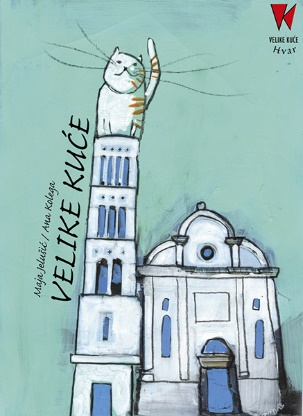 VELIKE KUĆE
Hvar
Maja Jelušić / Ana Kolega
VELIKE KUĆE